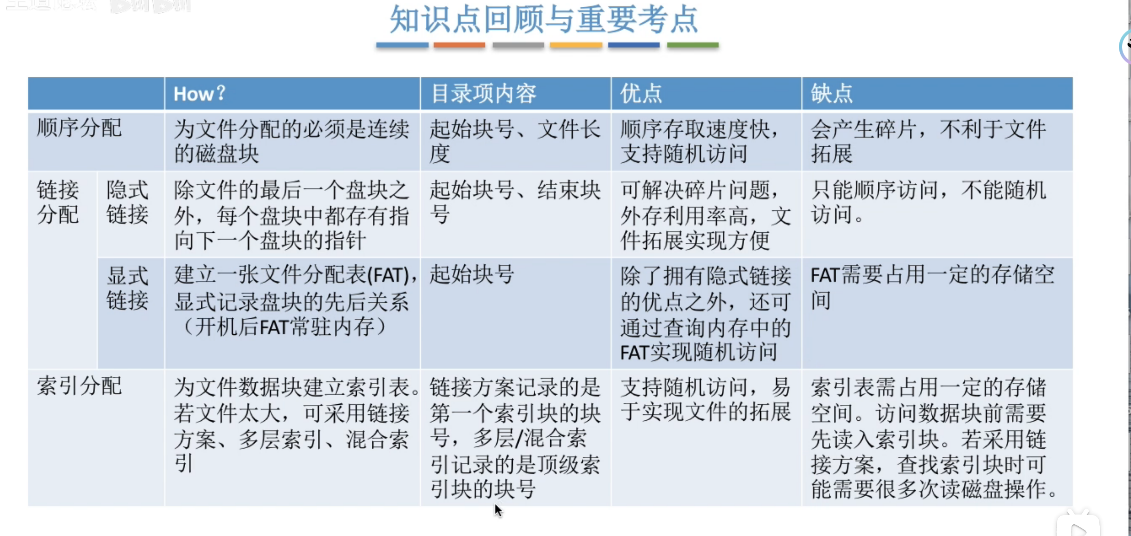 知识点回顾与重要考点
How？ 目录项内容 优点 缺点
顺序分配
为文件分配的必须是连续
的磁盘块
起始块号、文件长
度
顺序存取速度快，
支持随机访问
会产生碎片，不利于文件
拓展
链接
分配
隐式
链接
除文件的最后一个盘块之
外，每个盘块中都存有指
向下一个盘块的指针
起始块号、结束块
号
可解决碎片问题，
外存利用率高，文
件拓展实现方便
只能顺序访问，不能随机
访问。
显式
链接
建立一张文件分配表(FAT)，
显式记录盘块的先后关系
（开机后FAT常驻内存）
起始块号
除了拥有隐式链接
的优点之外，还可
通过查询内存中的
FAT实现随机访问
FAT需要占用一定的存储空
间
索引分配
为文件数据块建立索引表。
若文件太大，可采用链接
方案、多层索引、混合索
引
链接方案记录的是
第一个索引块的块
号，多层/混合索
引记录的是顶级索
引块的块号
支持随机访问，易
于实现文件的拓展
索引表需占用一定的存储
空间。访问数据块前需要
先读入索引块。若采用链
接方案，查找索引块时可
能需要很多次读磁盘操作。